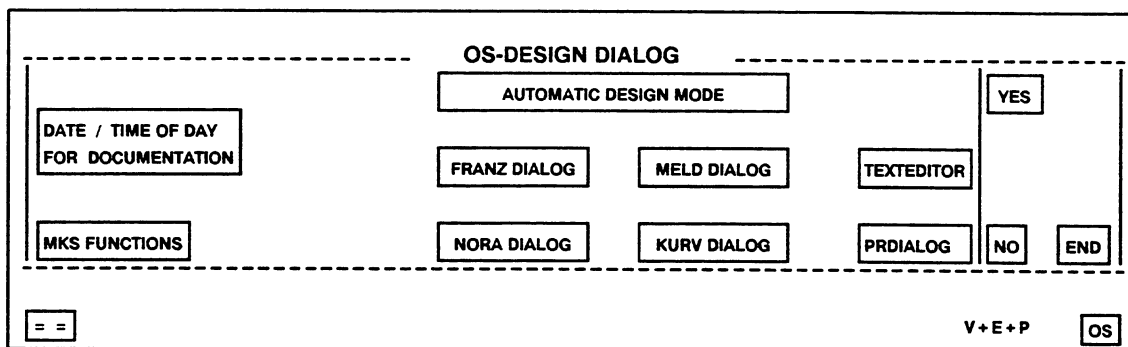 OS-DESIGN DIALOG
AUTOMATIC DESIGN MODE
YES
DATE / TIME OF DAY
FOR DOCUMENTATION
FRANZ DIALOG
MELD DIALOG
TEXTEDITOR
MKS FUNCTIONS
NORA DIALOG
KURV DIALOG
PRDIALOG
NO
END
= =
V+E+P
OS